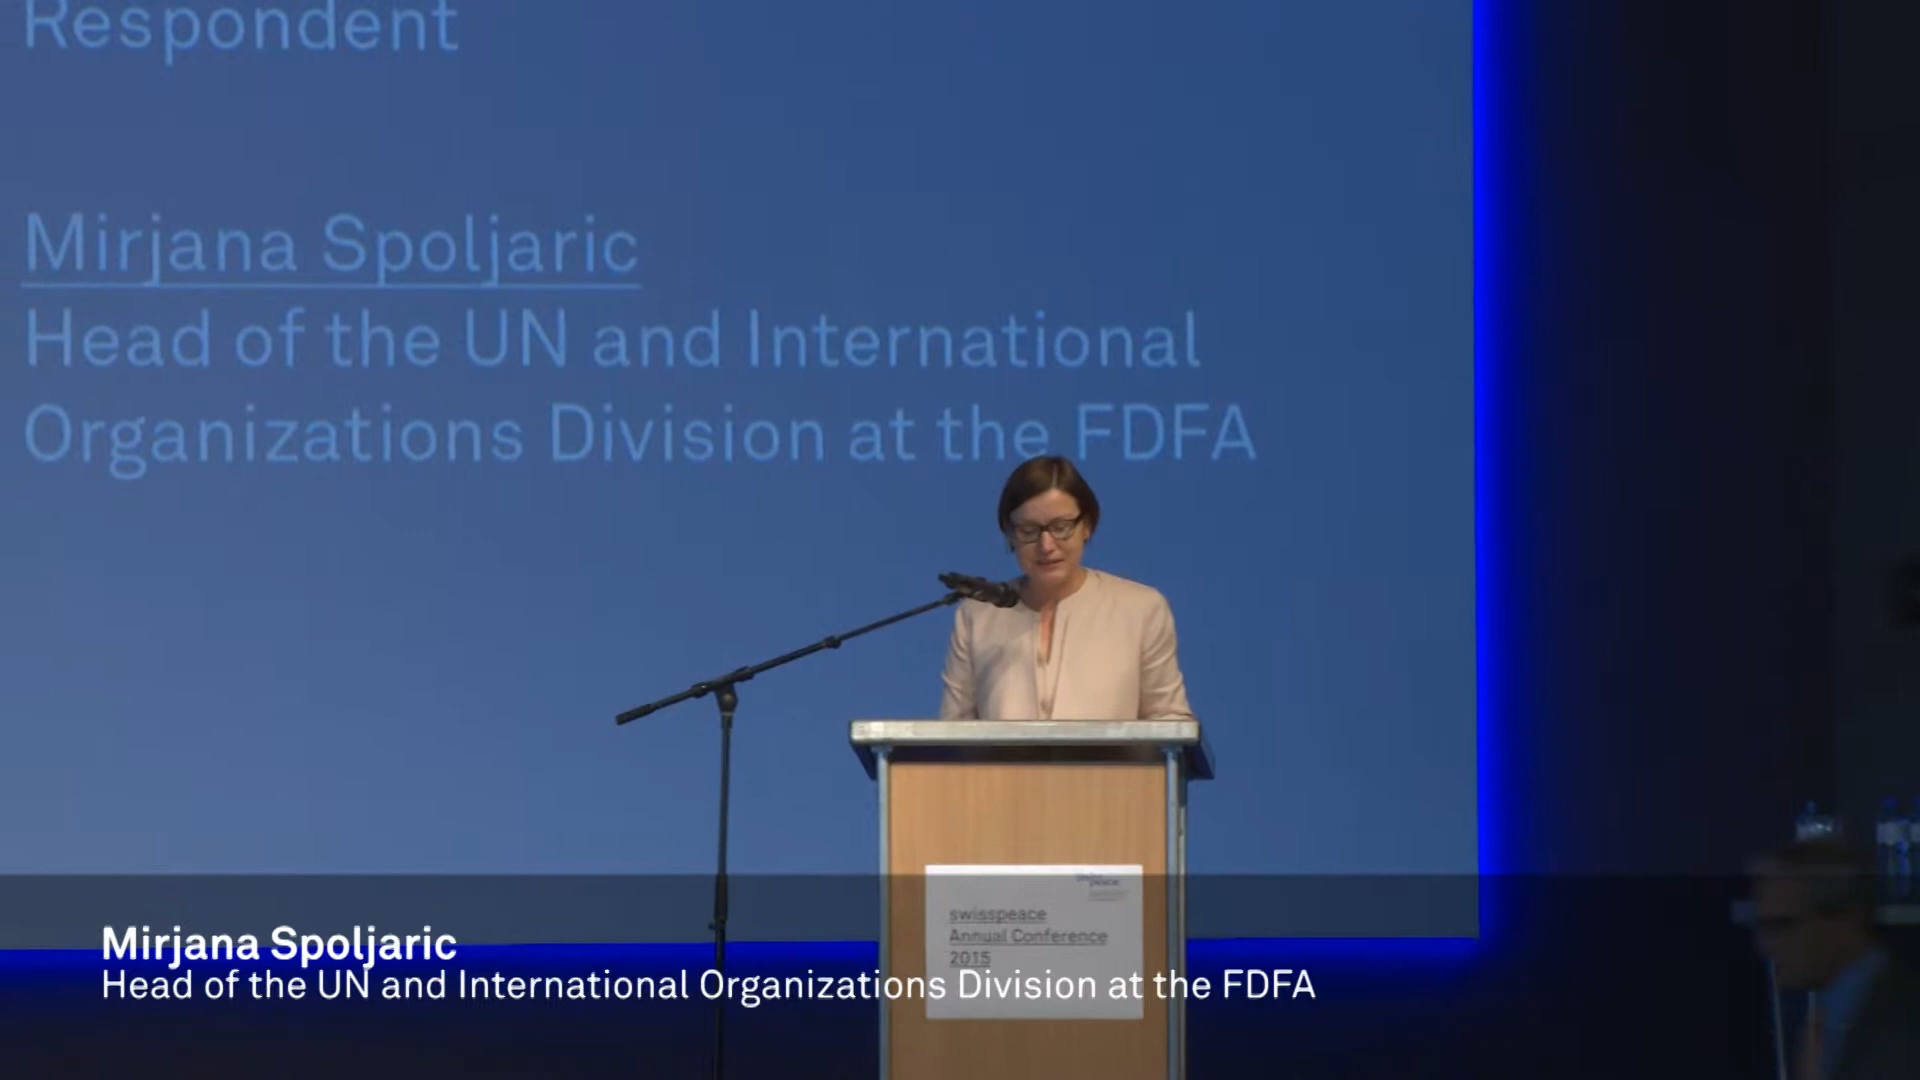 Respondent
Mirjana Spoljaric
Head of the UN and International
Organizations Division at the FDFA
swisspeace
Annual Conference
2015
Mirjana Spoljaric
Head of the UN and International Organizations Division at the FDFA